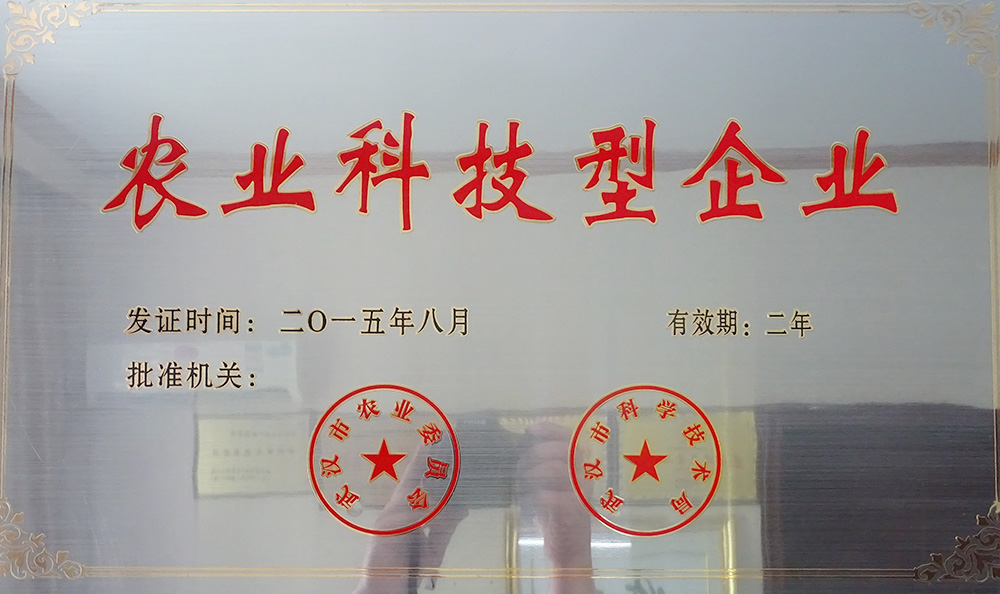 农业科技型企业
发证时间：二〇一五年八月
有效期：二年
批准机关：
武汉市农业委员会
武汉市科学技术局